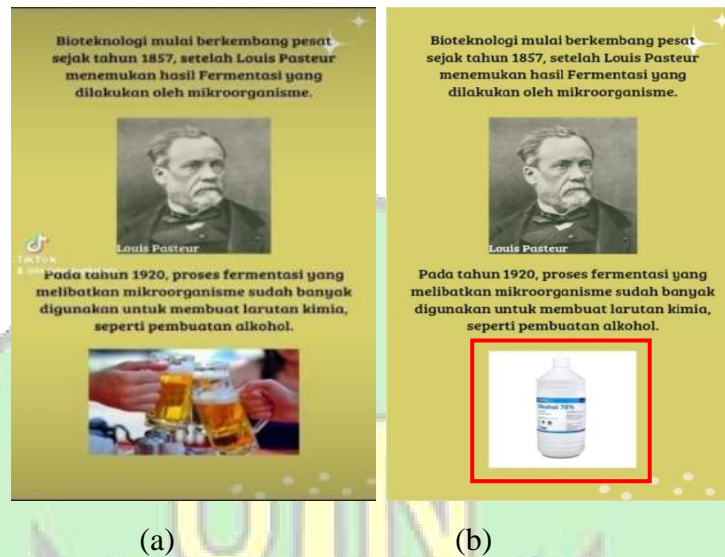 Bioteknologi mulai berkembang pesat
sejak tahun 1857, setelah Louis Pasteur
menemukan hasil Fermentasi yang
dilakukan oleh mikroorganisme.
Louis Pasteur
TikTok
Pada tahun 1920, proses fermentasi yang
melibatkan mikroorganisme sudah banyak
digunakan untuk membuat larutan kimia,
seperti pembuatan alkohol.
(a)
Bioteknologi mulai berkembang pesat
sejak tahun 1857, setelah Louis Pasteur
menemukan hasil Fermentasi yang
dilakukan oleh mikroorganisme.
Louis Pasteur
Pada tahun 1920, proses fermentasi yang
melibatkan mikroorganisme sudah banyak
digunakan untuk membuat larutan kimia,
seperti pembuatan alkohol.
Alkohol 70%
(b)